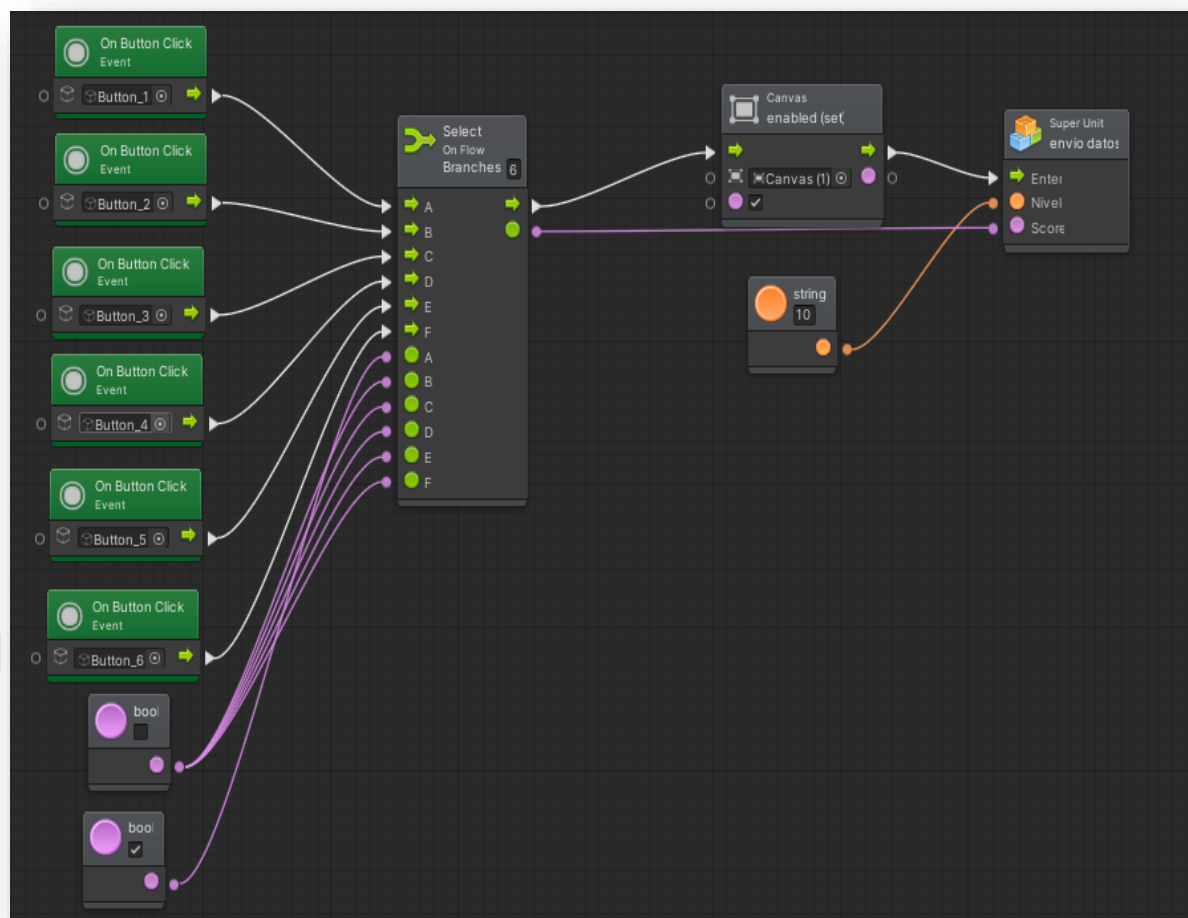 On Button Click
Event
Button_1
On Button Click
Event
Button_2
On Button Click
Event
Button_3
On Button Click
Event
Button_4
On Button Click
Event
Button_5
On Button Click
Event
Button_6
bool
bool
Select
On Flow
Branches 6
A
B
C
D
E
F
A
B
C
D
E
F
Canvas
enabled (set
Canvas (1)
string
10
Super Unit
envio datos
Enter
Nivel
Score